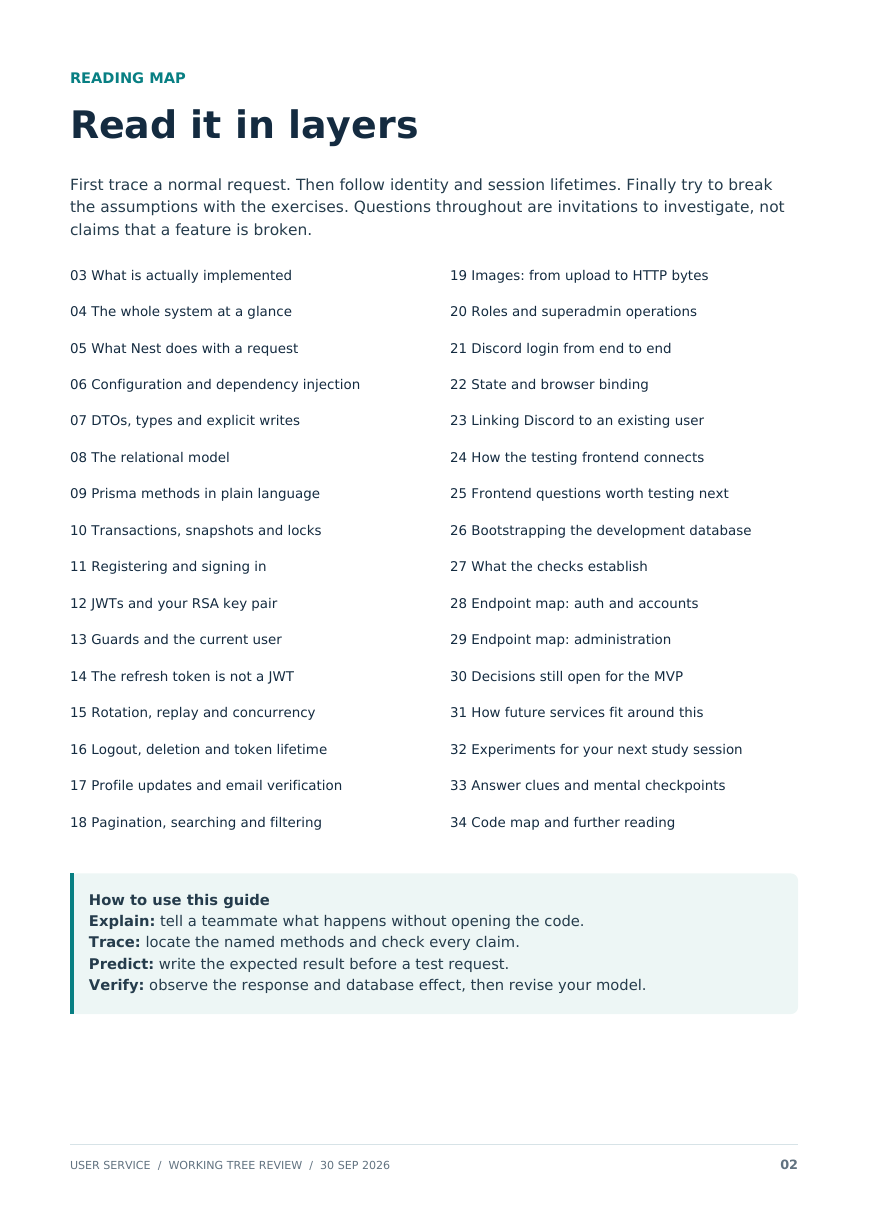 READING MAP
Read it in layers
First trace a normal request. Then follow identity and session lifetimes. Finally try to break
the assumptions with the exercises. Questions throughout are invitations to investigate, not
claims that a feature is broken.
03 What is actually implemented
04 The whole system at a glance
05 What Nest does with a request
06 Configuration and dependency injection
07 DTOs, types and explicit writes
08 The relational model
09 Prisma methods in plain language
10 Transactions, snapshots and locks
11 Registering and signing in
12 JWTs and your RSA key pair
13 Guards and the current user
14 The refresh token is not a JWT
15 Rotation, replay and concurrency
16 Logout, deletion and token lifetime
17 Profile updates and email verification
18 Pagination, searching and filtering
19 Images: from upload to HTTP bytes
20 Roles and superadmin operations
21 Discord login from end to end
22 State and browser binding
23 Linking Discord to an existing user
24 How the testing frontend connects
25 Frontend questions worth testing next
26 Bootstrapping the development database
27 What the checks establish
28 Endpoint map: auth and accounts
29 Endpoint map: administration
30 Decisions still open for the MVP
31 How future services fit around this
32 Experiments for your next study session
33 Answer clues and mental checkpoints
34 Code map and further reading
How to use this guide
Explain: tell a teammate what happens without opening the code.
Trace: locate the named methods and check every claim.
Predict: write the expected result before a test request.
Verify: observe the response and database effect, then revise your model.
USER SERVICE / WORKING TREE REVIEW / 30 SEP 2026
02